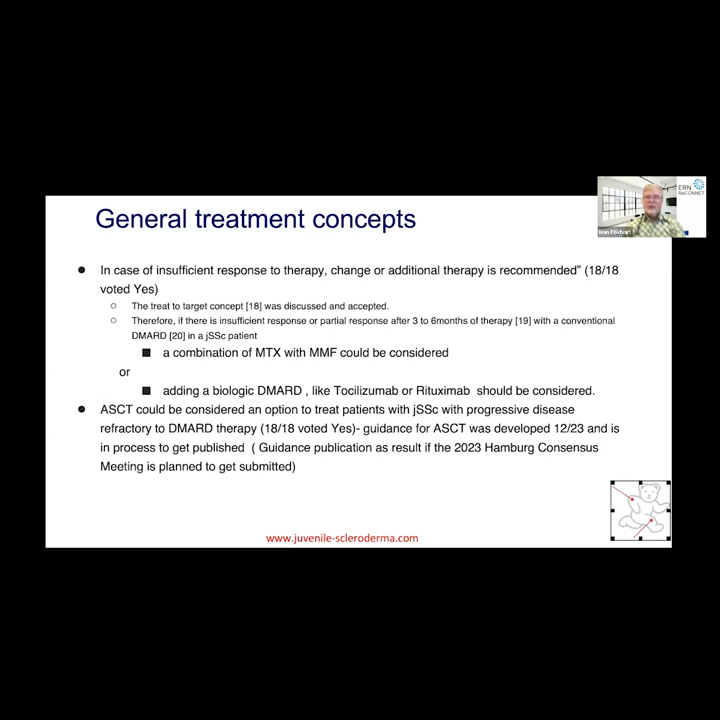 General treatment concepts
In case of insufficient response to therapy, change or additional therapy is recommended” (18/18
voted Yes)
The treat to target concept [18] was discussed and accepted.
Therefore, if there is insufficient response or partial response after 3 to 6months of therapy [19] with a conventional
DMARD [20] in a jSSc patient
a combination of MTX with MMF could be considered
or
adding a biologic DMARD , like Tocilizumab or Rituximab should be considered.
ASCT could be considered an option to treat patients with jSSc with progressive disease
refractory to DMARD therapy (18/18 voted Yes)- guidance for ASCT was developed 12/23 and is
in process to get published ( Guidance publication as result if the 2023 Hamburg Consensus
Meeting is planned to get submitted)
www.juvenile-scleroderma.com
ERN
ReCONNET
Ivan Földvari